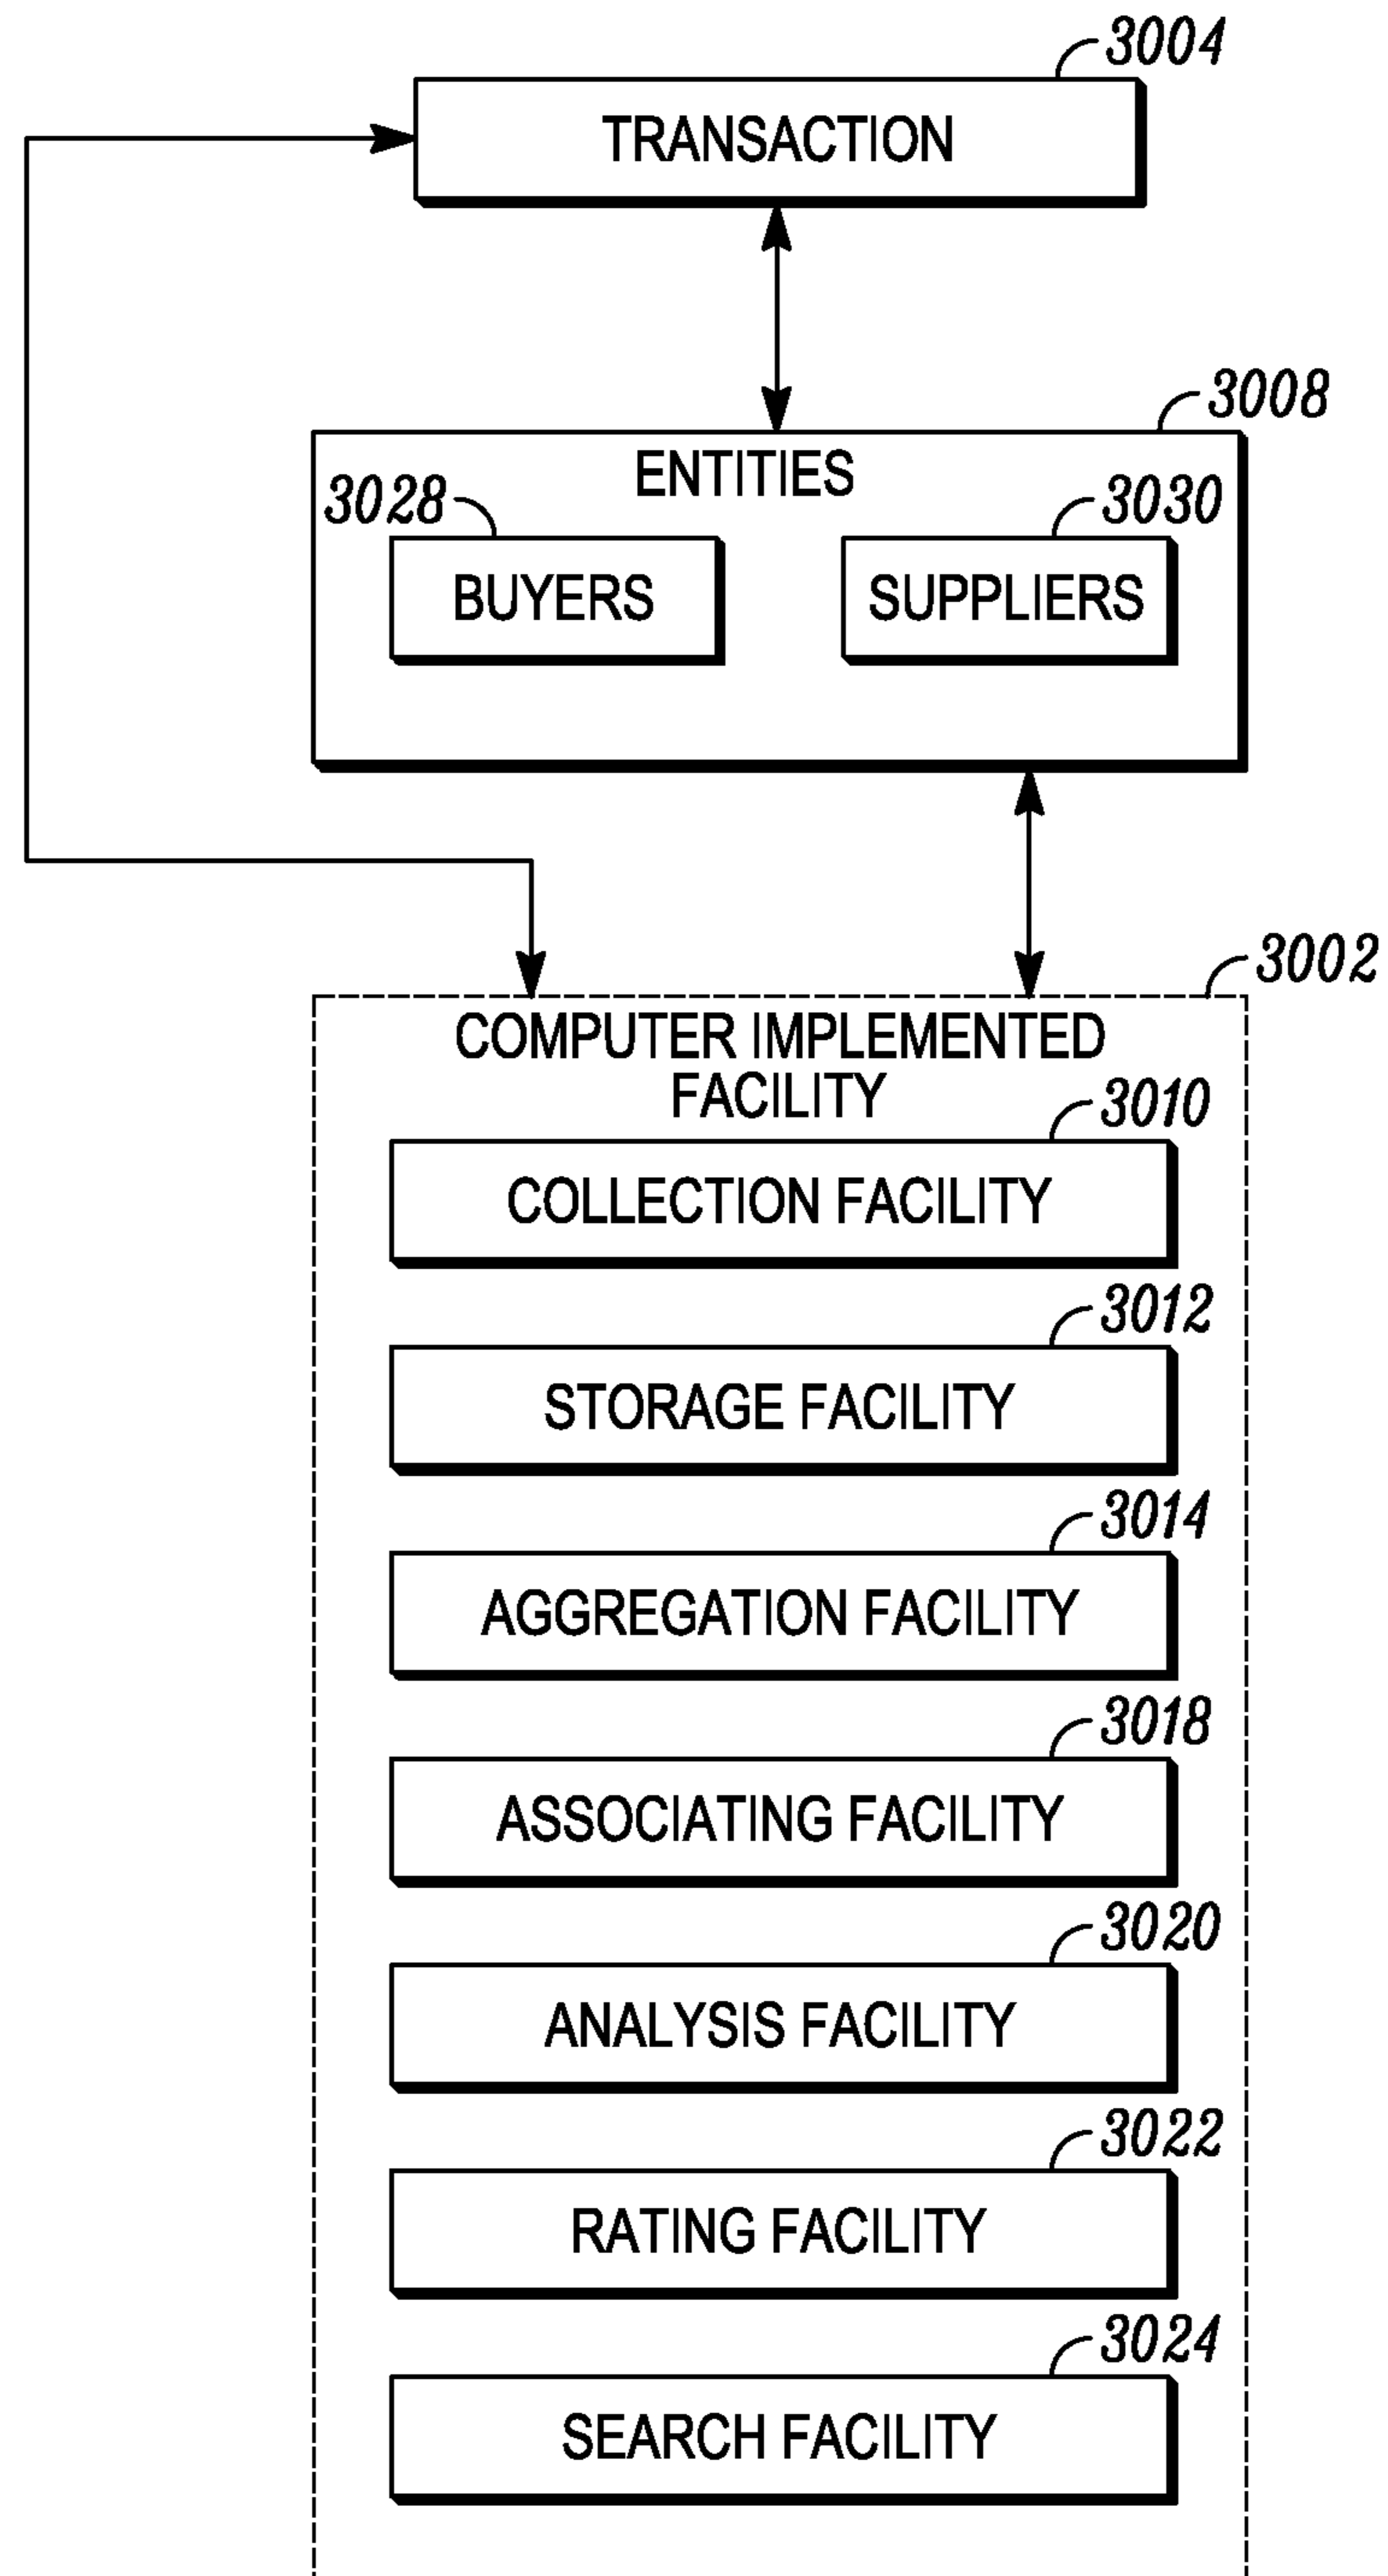 3004
TRANSACTION
3008
ENTITIES
3028
3030
BUYERS
SUPPLIERS
3002
COMPUTER IMPLEMENTED
FACILITY
3010
COLLECTION FACILITY
3012
STORAGE FACILITY
3014
AGGREGATION FACILITY
3018
ASSOCIATING FACILITY
3020
ANALYSIS FACILITY
3022
RATING FACILITY
3024
SEARCH FACILITY